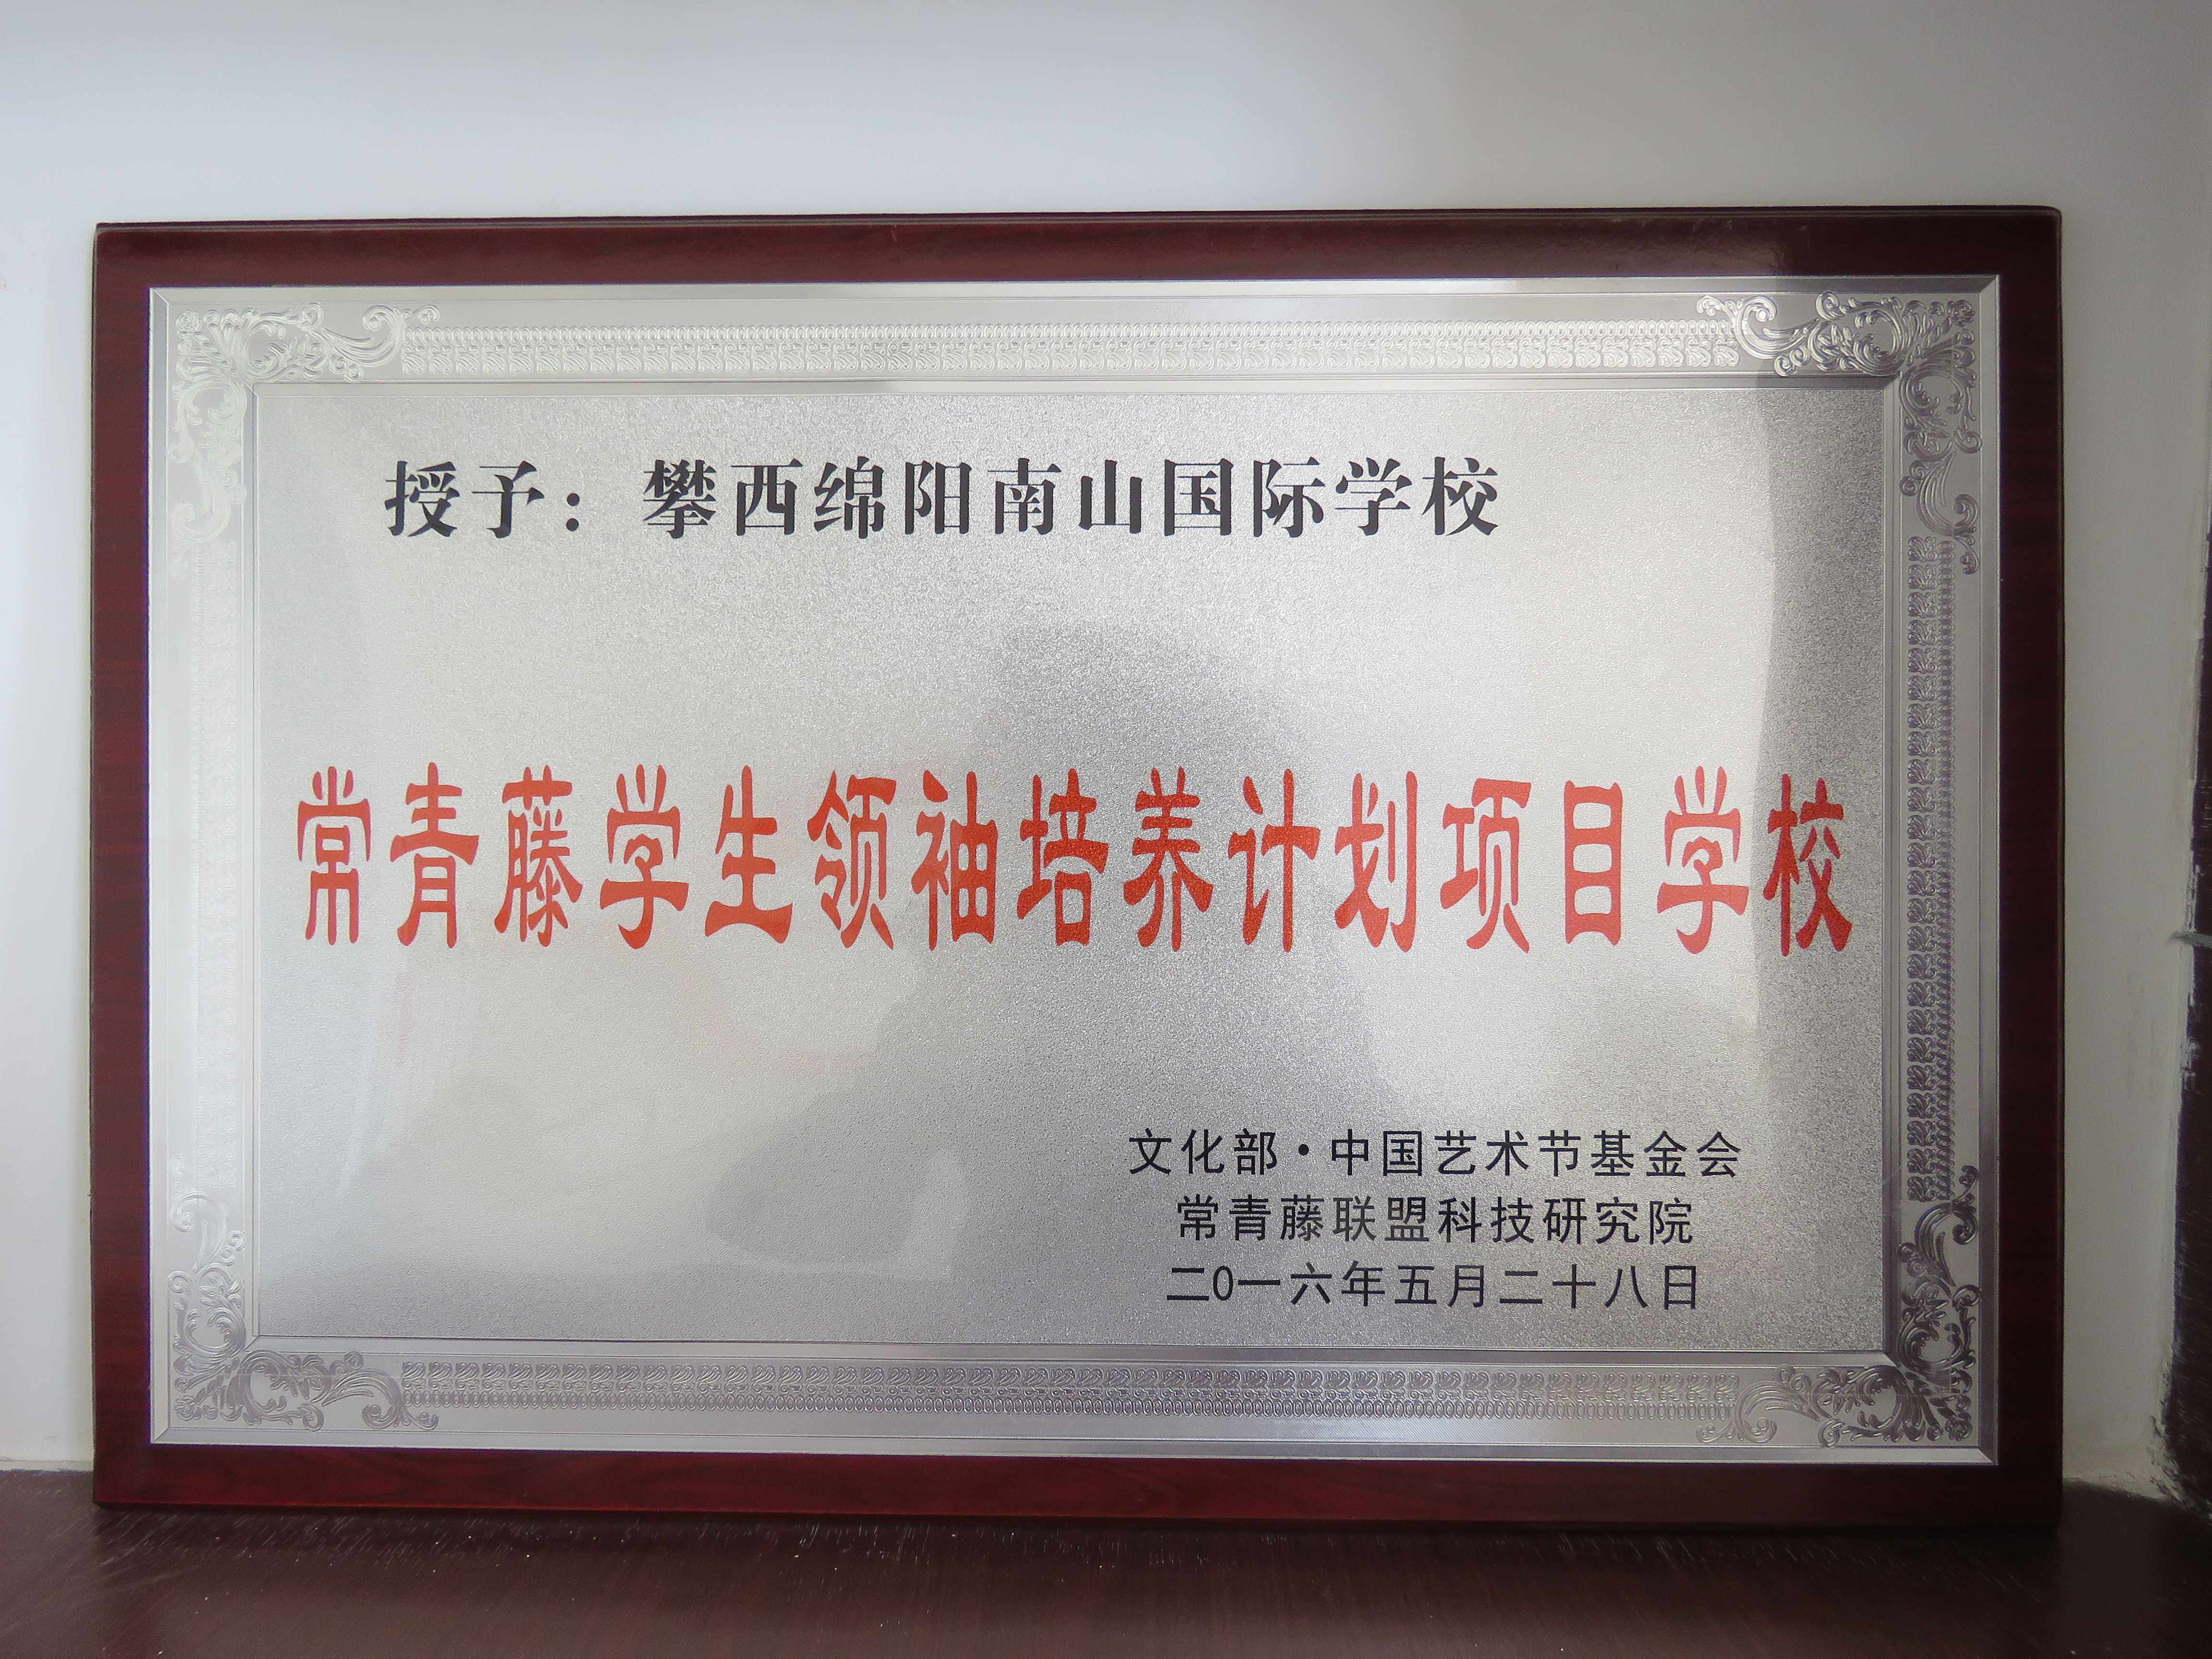 授予：攀西绵阳南山国际学校
常青藤学生领袖培养计划项目学校
文化部·中国艺术节基金会
常青藤联盟科技研究院
二0一六年五月二十八日